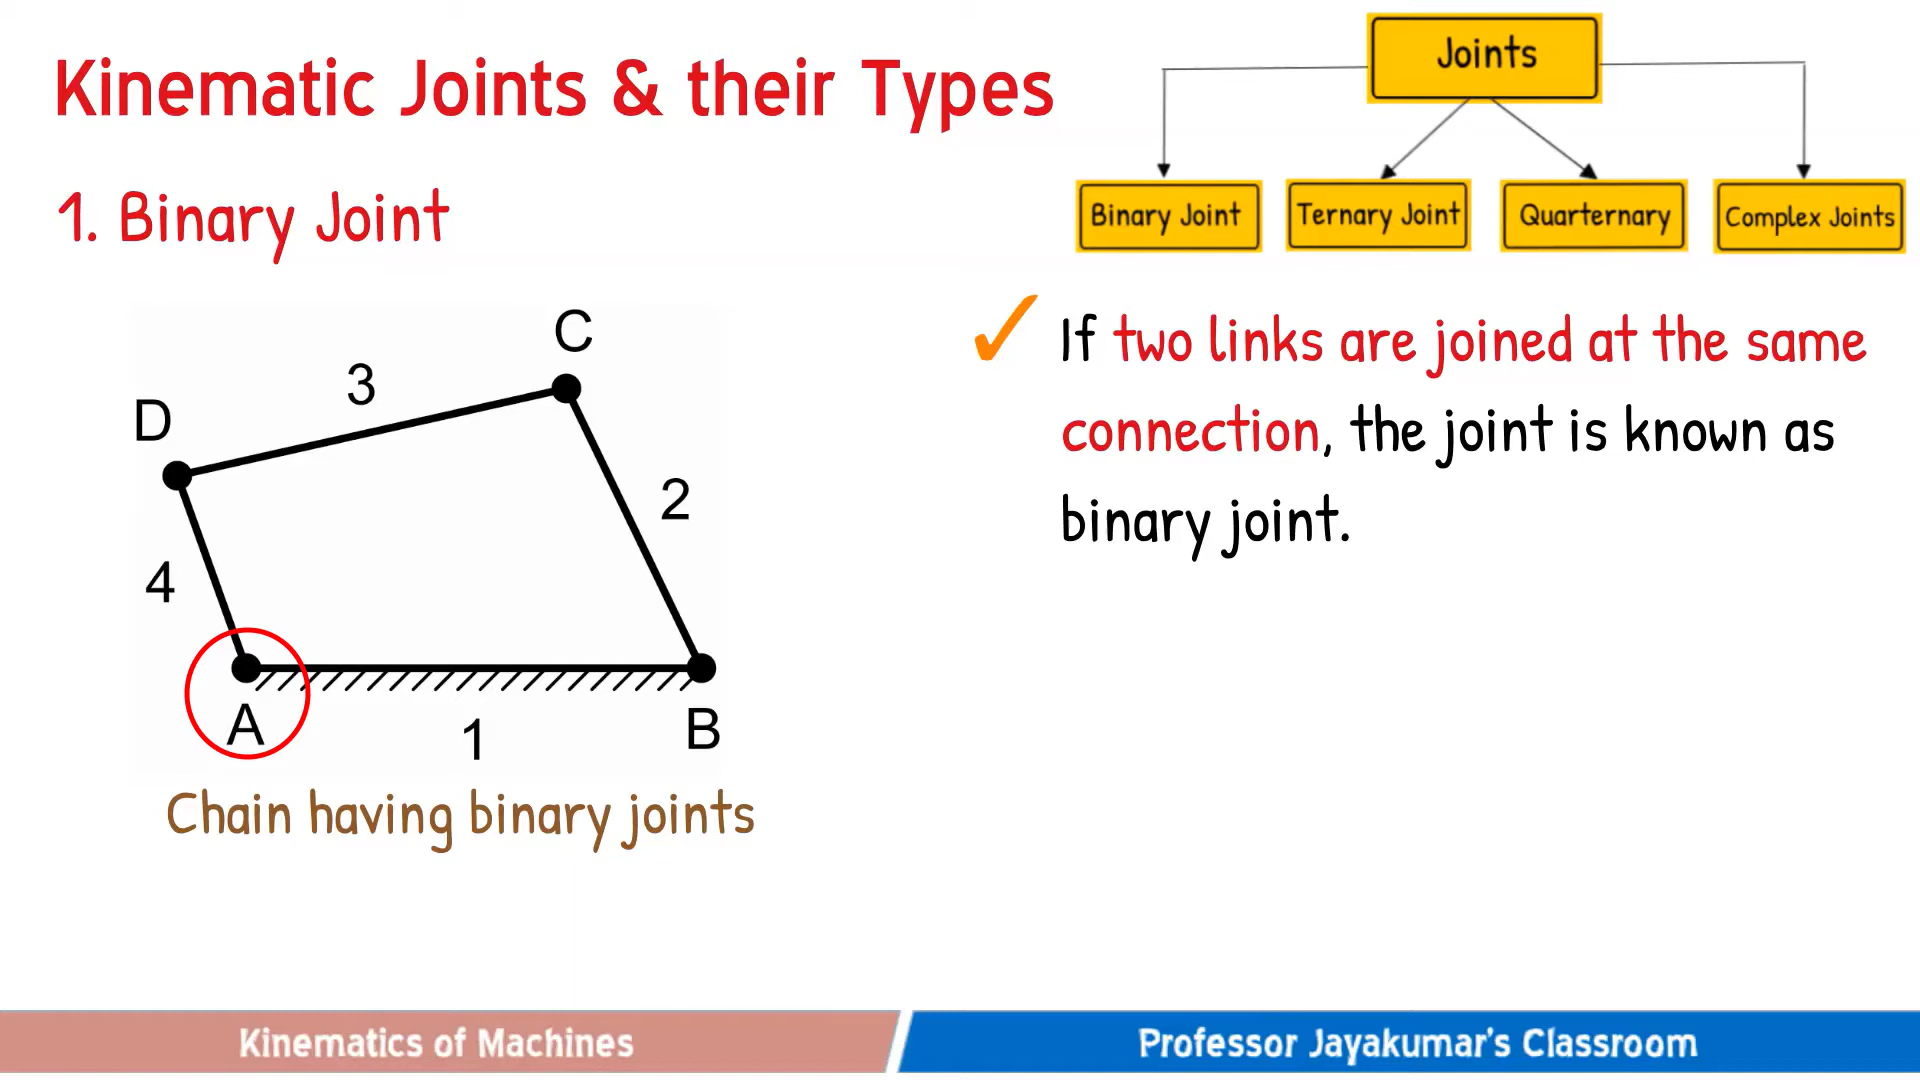 Kinematic Joints & their Types
Joints
Binary Joint
Ternary Joint
Quarternary
Complex Joints
1. Binary Joint
C
3
D
2
4
A
1
B
Chain having binary joints
✓ If two links are joined at the same
connection, the joint is known as
binary joint.
Kinematics of Machines
Professor Jayakumar's Classroom